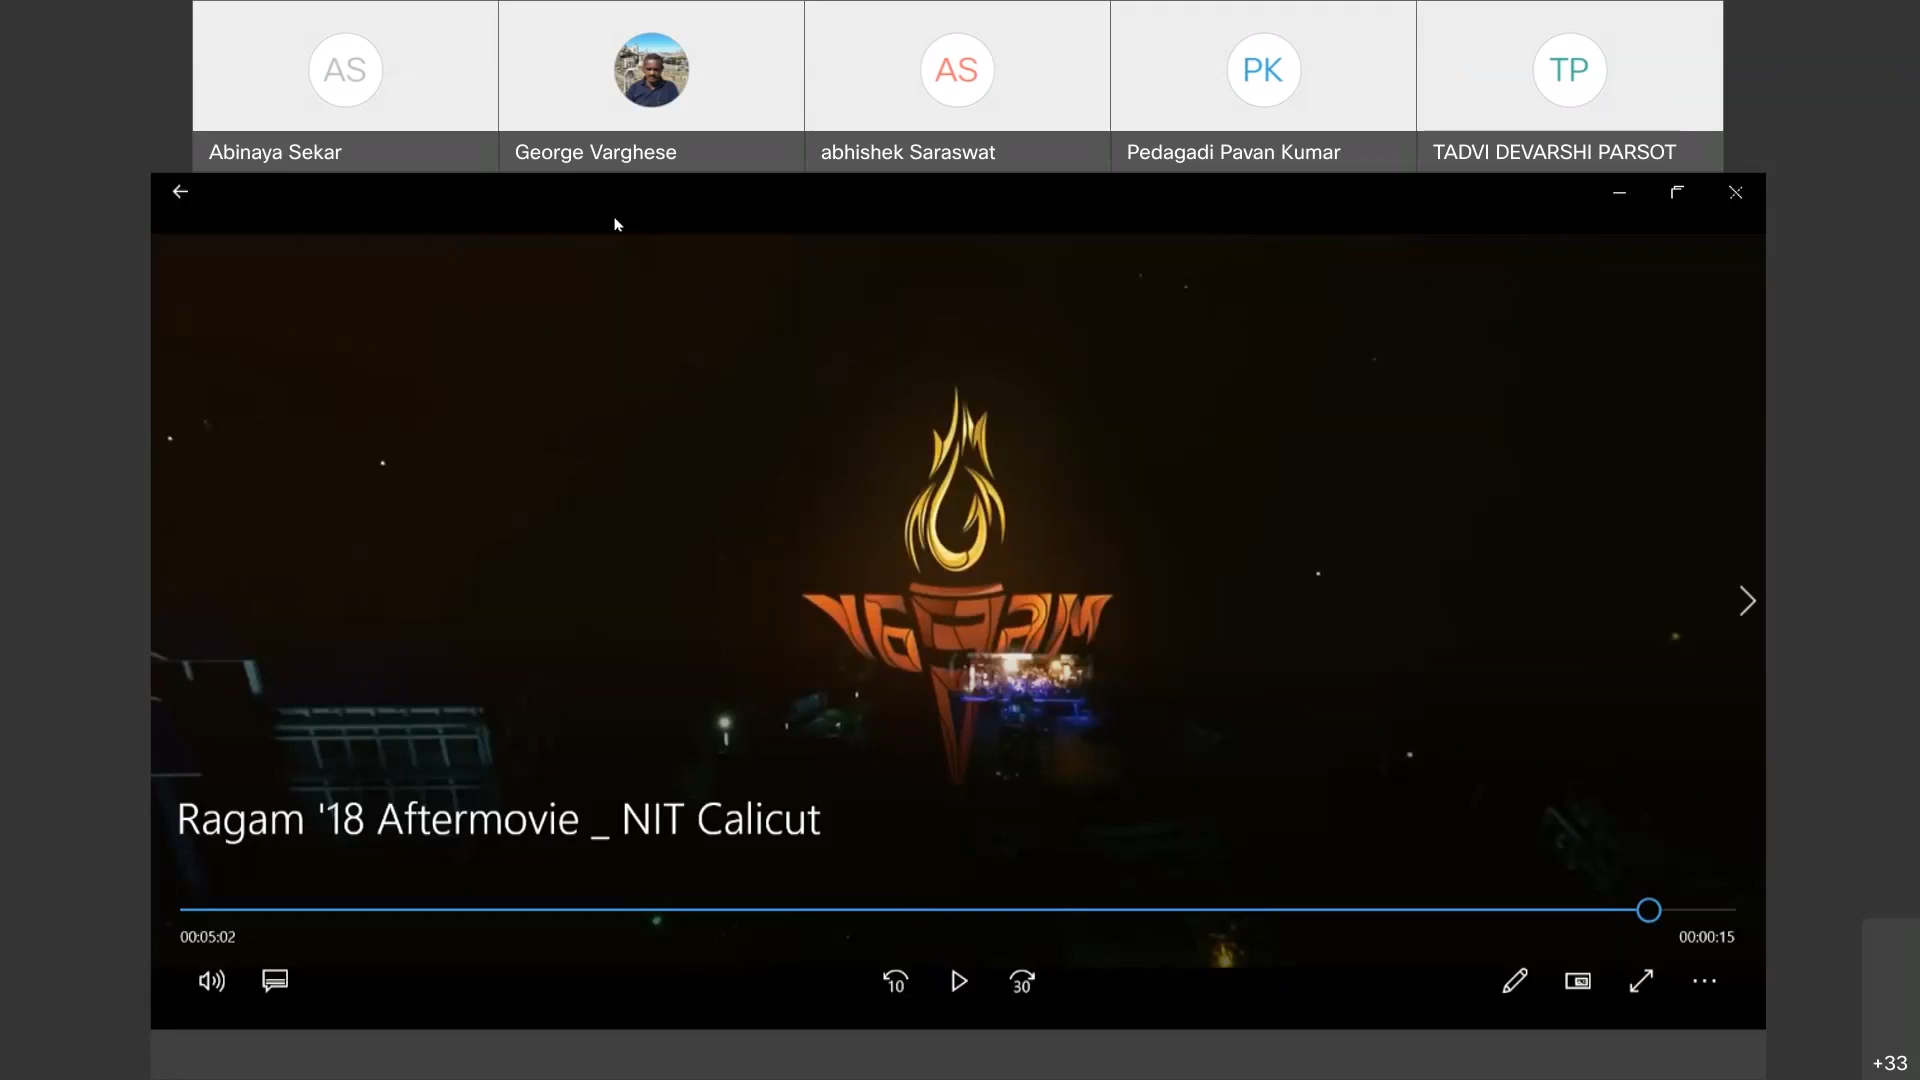 AS
AS
PK
TP
Abinaya Sekar
George Varghese
abhishek Saraswat
Pedagadi Pavan Kumar
TADVI DEVARSHI PARSOT
ragam
Ragam '18 Aftermovie _ NIT Calicut
00:05:02
00:00:15
10
30
+33